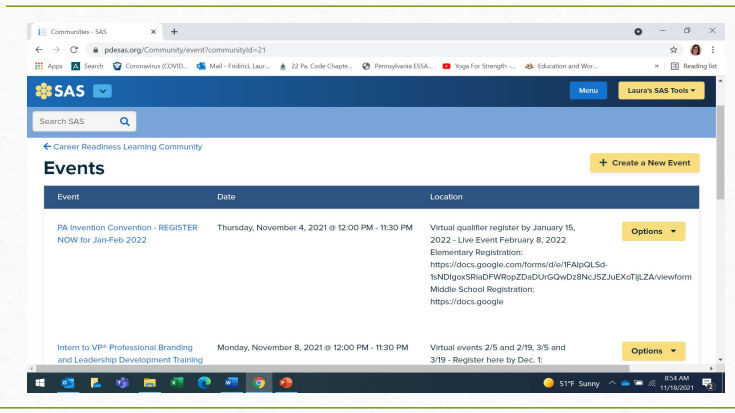 Communities - SAS
pdesas.org/Community/event?communityId=21
Apps Search Coronavirus (COVID... Mail - Fridirici, Laur... 22 Pa. Code Chapte... Pennsylvania ESSA... Yoga For Strength -... Education and Wor... » Reading list
SAS Menu Laura's SAS Tools
Search SAS
Career Readiness Learning Community
Events + Create a New Event
Event Date Location
PA Invention Convention - REGISTER Thursday, November 4, 2021 @ 12:00 PM - 11:30 PM Virtual qualifier register by January 15, Options
NOW for Jan-Feb 2022 2022 - Live Event February 8, 2022
Elementary Registration:
https://docs.google.com/forms/d/e/1FAIpQLSd-
1sNDIgoxSRiaDFWRopZDaDUrGQwDz8NcJSZJuEXoTIjLZA/viewform
Middle School Registration:
https://docs.google
Intern to VP® Professional Branding Monday, November 8, 2021 @ 12:00 PM - 11:30 PM Virtual events 2/5 and 2/19, 3/5 and Options
and Leadership Development Training 3/19 - Register here by Dec. 1:
51°F Sunny 8:54 AM
11/18/2021